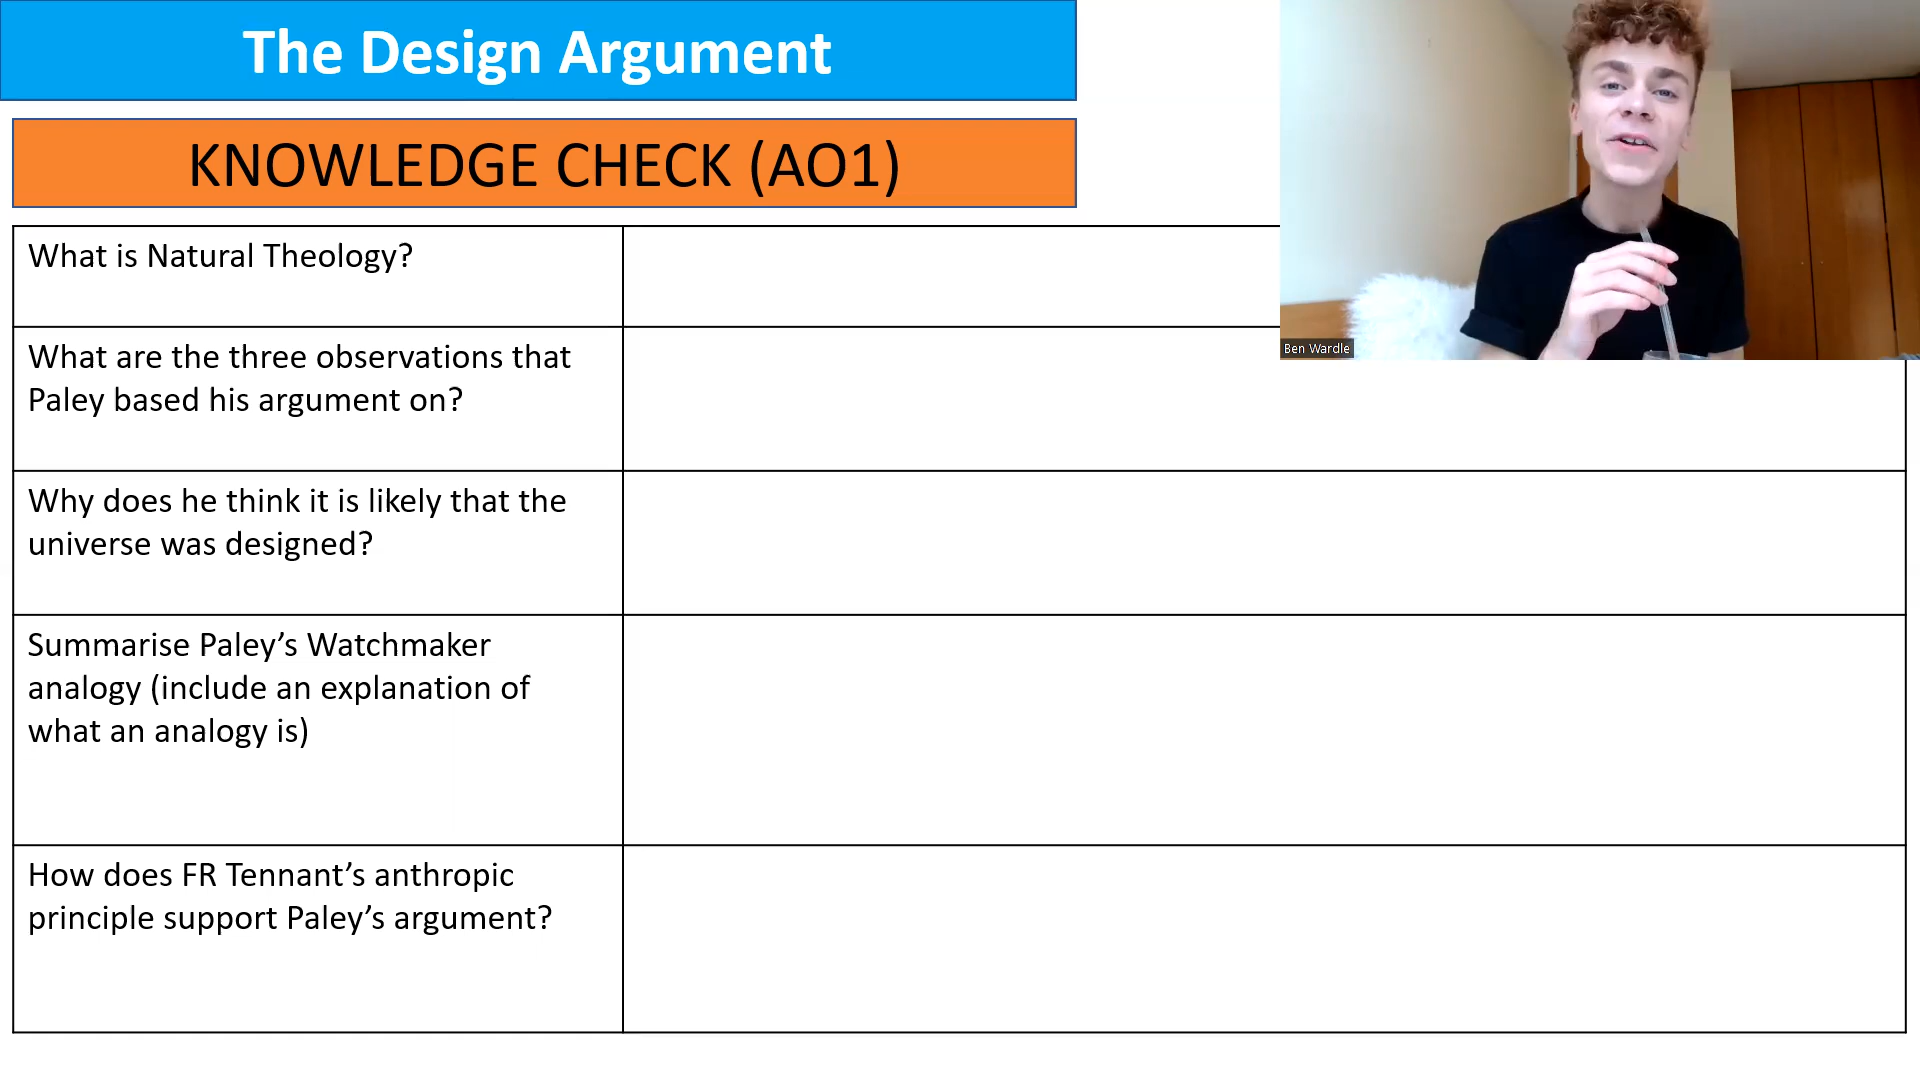 The Design Argument
KNOWLEDGE CHECK (AO1)
What is Natural Theology?
What are the three observations that
Paley based his argument on?
Why does he think it is likely that the
universe was designed?
Summarise Paley’s Watchmaker
analogy (include an explanation of
what an analogy is)
How does FR Tennant’s anthropic
principle support Paley’s argument?
Ben Wardle